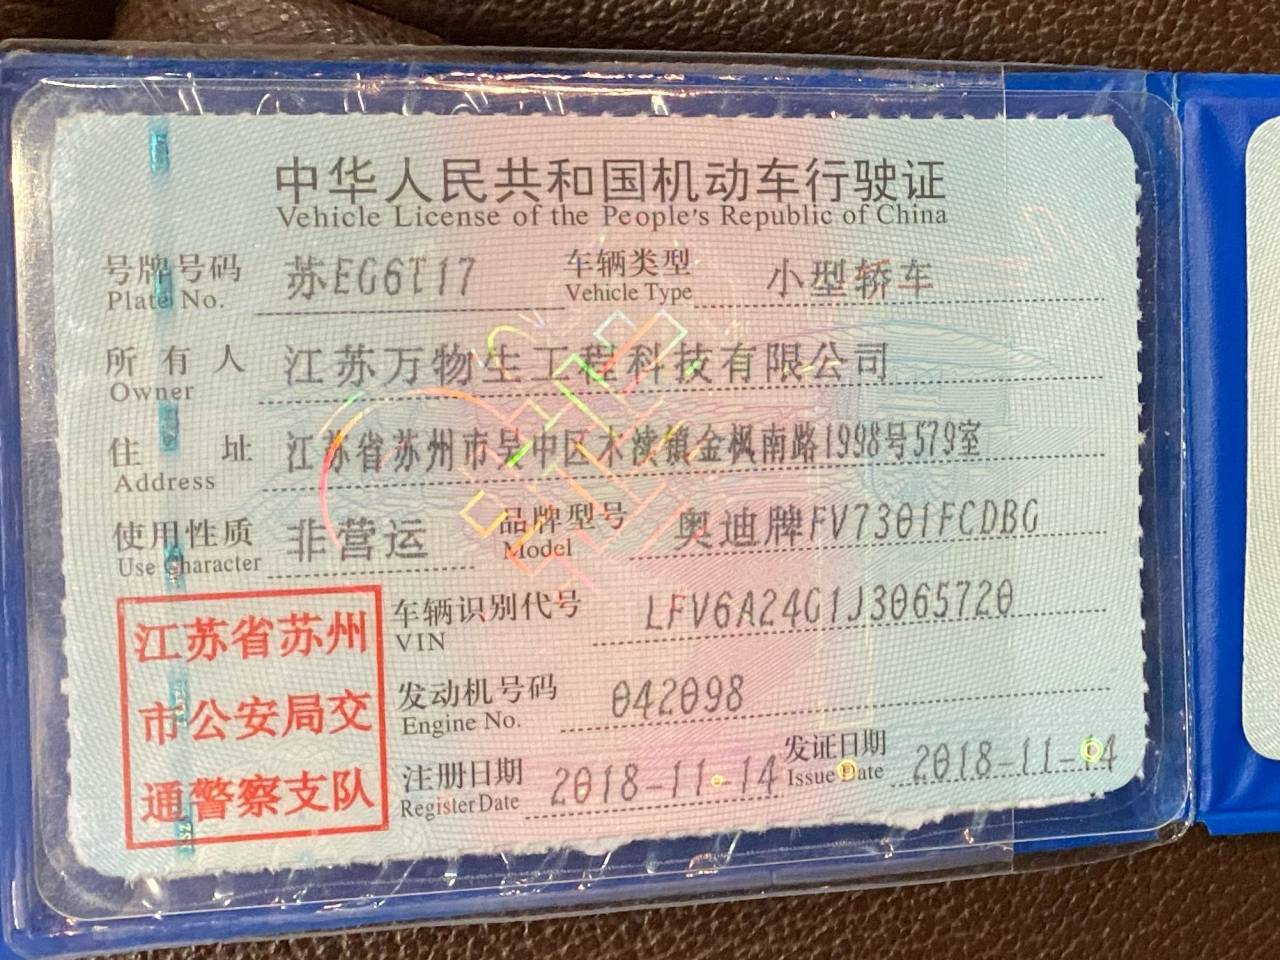 中华人民共和国机动车行驶证
Vehicle License of the People's Republic of China
号牌号码 苏EG6T17 车辆类型 小型轿车
Plate No. Vehicle Type
所有人 江苏万物生工程科技有限公司
Owner
住址 江苏省苏州市吴中区木渎镇金枫南路1998号579室
Address
使用性质 非营运 品牌型号 奥迪牌FV7301FCDBG
Use Character Model
车辆识别代号 LFV6A24G1J3065720
VIN
发动机号码 042098
Engine No.
注册日期 2018-11-14 发证日期 2018-11-14
Register Date Issue Date
江苏省苏州
市公安局交
通警察支队